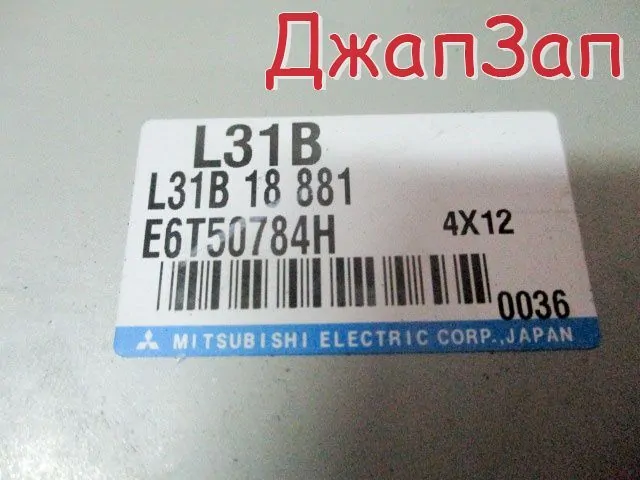 ДжапЗап
L31B
L31B 18 881
E6T50784H 4X12
0036
MITSUBISHI ELECTRIC CORP.,JAPAN